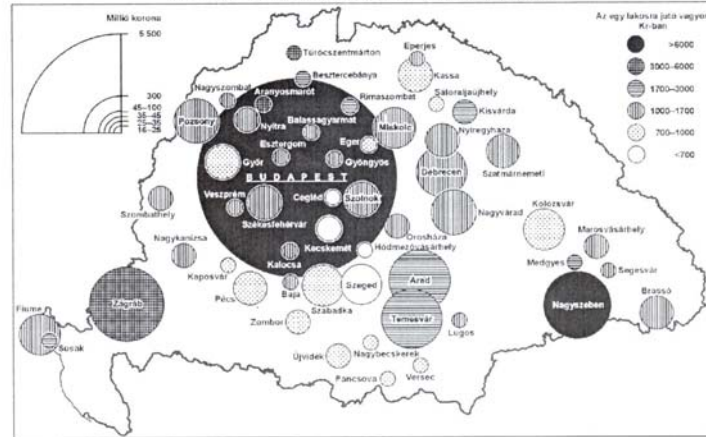 Millió korona
5 500
300
45–100
35–45
25–35
16–25
Az egy lakosra jutó vagyon
Kr-ban
>6000
3000–6000
1700–3000
1000–1700
700–1000
<700
Turócszentmárton
Besztercebánya
Eperjes
Kassa
Sátoraljaújhely
Kisvárda
Nagyszombat
Aranyosmarót
Rimaszombat
Pozsony
Nyitra
Balassagyarmat
Miskolc
Nyíregyháza
Esztergom
Eger
Győr
Gyöngyös
Debrecen
Szatmárnémeti
BUDAPEST
Veszprém
Cegléd
Szolnok
Szombathely
Székesfehérvár
Nagyvárad
Kolozsvár
Kecskemét
Orosháza
Marosvásárhely
Nagykanizsa
Kalocsa
Hódmezővásárhely
Medgyes
Segesvár
Kaposvár
Pécs
Baja
Szeged
Arad
Nagyszeben
Brassó
Zágráb
Szabadka
Fiume
Susák
Zombor
Temesvár
Lugos
Újvidék
Nagybecskerek
Pancsova
Versec